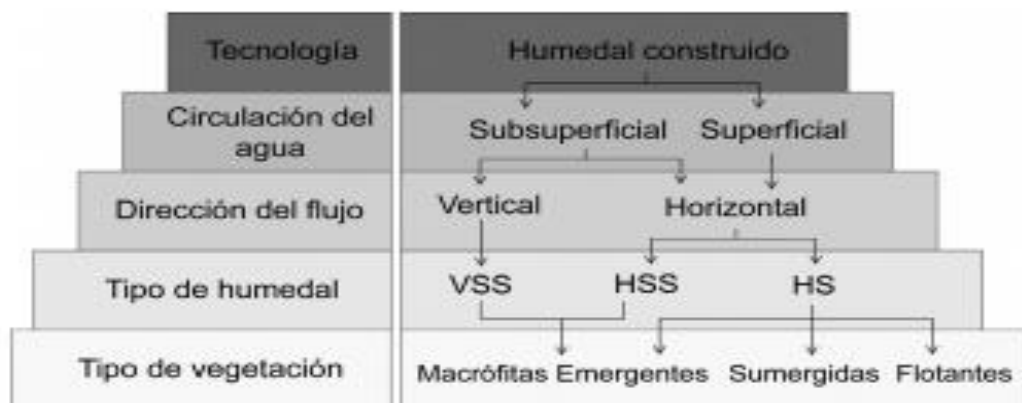 Tecnología
Humedal construido
Circulación del
agua
Subsuperficial
Superficial
Dirección del flujo
Vertical
Horizontal
Tipo de humedal
VSS
HSS
HS
Tipo de vegetación
Macrófitas Emergentes
Sumergidas
Flotantes